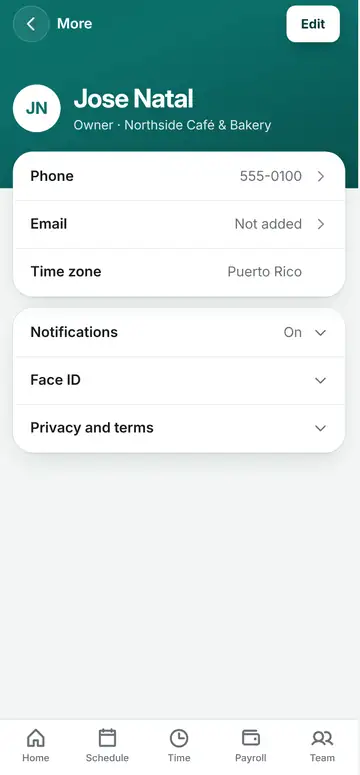 More
Edit
JN
Jose Natal
Owner · Northside Café & Bakery
Phone 555-0100
Email Not added
Time zone Puerto Rico
Notifications On
Face ID
Privacy and terms
Home Schedule Time Payroll Team